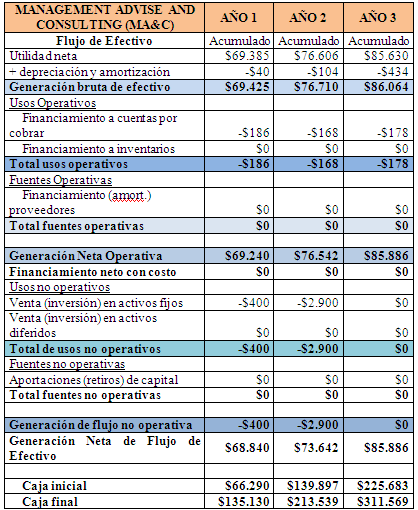 MANAGEMENT ADVISE AND CONSULTING (MA&C) AÑO 1 AÑO 2 AÑO 3
Flujo de Efectivo Acumulado Acumulado Acumulado
Utilidad neta $69.385 $76.606 $85.630
+ depreciación y amortización -$40 -$104 -$434
Generación bruta de efectivo $69.425 $76.710 $86.064
Usos Operativos
Financiamiento a cuentas por
cobrar -$186 -$168 -$178
Financiamiento a inventarios $0 $0 $0
Total usos operativos -$186 -$168 -$178
Fuentes Operativas
Financiamiento (amort.)
proveedores $0 $0 $0
Total fuentes operativas $0 $0 $0
Generación Neta Operativa $69.240 $76.542 $85.886
Financiamiento neto con costo $0 $0 $0
Usos no operativos
Venta (inversión) en activos fijos -$400 -$2.900 $0
Venta (inversión) en activos
diferidos $0 $0 $0
Total de usos no operativos -$400 -$2.900 $0
Fuentes no operativas
Aportaciones (retiros) de capital $0 $0 $0
Total fuentes no operativas $0 $0 $0
Generación de flujo no operativa -$400 -$2.900 $0
Generación Neta de Flujo de
Efectivo $68.840 $73.642 $85.886
Caja inicial $66.290 $139.897 $225.683
Caja final $135.130 $213.539 $311.569